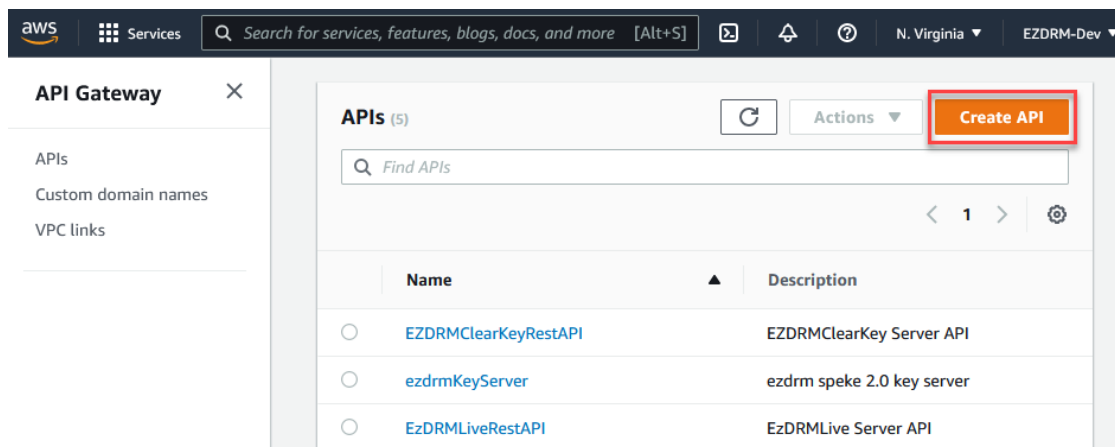 aws Services Search for services, features, blogs, docs, and more [Alt+S] N. Virginia ▼ EZDRM-Dev ▼
API Gateway
APIs
Custom domain names
VPC links
APIs (5) Actions ▼ Create API
Find APIs
< 1 >
Name ▲ Description
EZDRMClearKeyRestAPI EZDRMClearKey Server API
ezdrmKeyServer ezdrm speke 2.0 key server
EzDRMLiveRestAPI EzDRMLive Server API